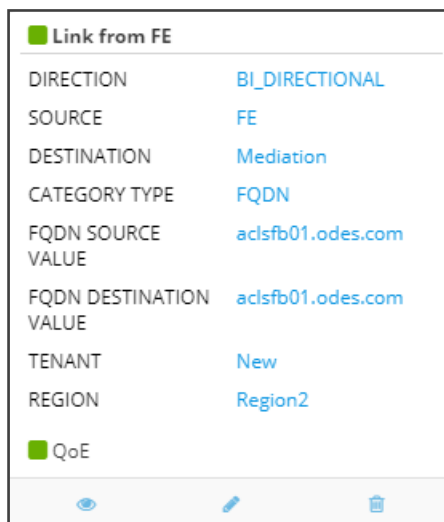 Link from FE
DIRECTION BI_DIRECTIONAL
SOURCE FE
DESTINATION Mediation
CATEGORY TYPE FQDN
FQDN SOURCE aclsfb01.odes.com
VALUE
FQDN DESTINATION aclsfb01.odes.com
VALUE
TENANT New
REGION Region2
QoE